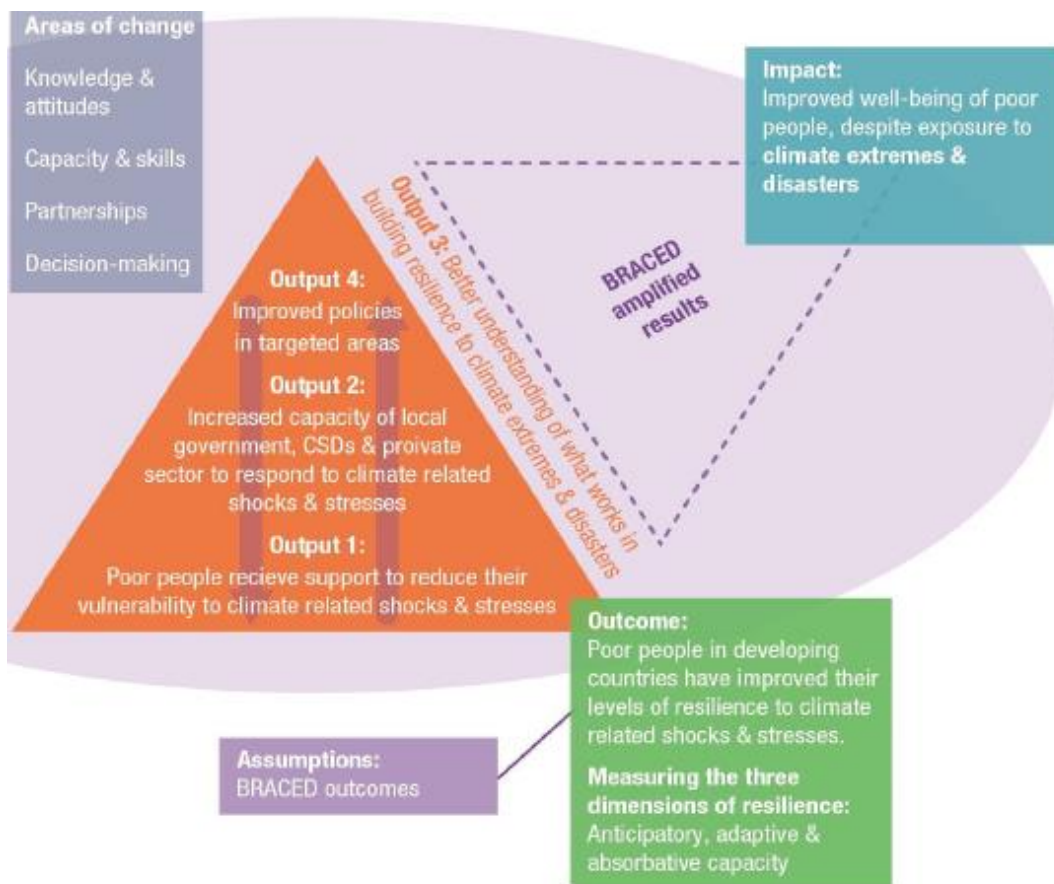 Areas of change
Knowledge &
attitudes
Capacity & skills
Partnerships
Decision-making
Impact:
Improved well-being of poor
people, despite exposure to
climate extremes &
disasters
Output 4:
Improved policies
in targeted areas
Output 2:
Increased capacity of local
government, CSDs & proivate
sector to respond to climate related
shocks & stresses
Output 1:
Poor people recieve support to reduce their
vulnerability to climate related shocks & stresses
Output 3: Better understanding of what works in
building resilience to climate extremes & disasters
BRACED
amplified
results
Outcome:
Poor people in developing
countries have improved their
levels of resilience to climate
related shocks & stresses.
Measuring the three
dimensions of resilience:
Anticipatory, adaptive &
absorbative capacity
Assumptions:
BRACED outcomes